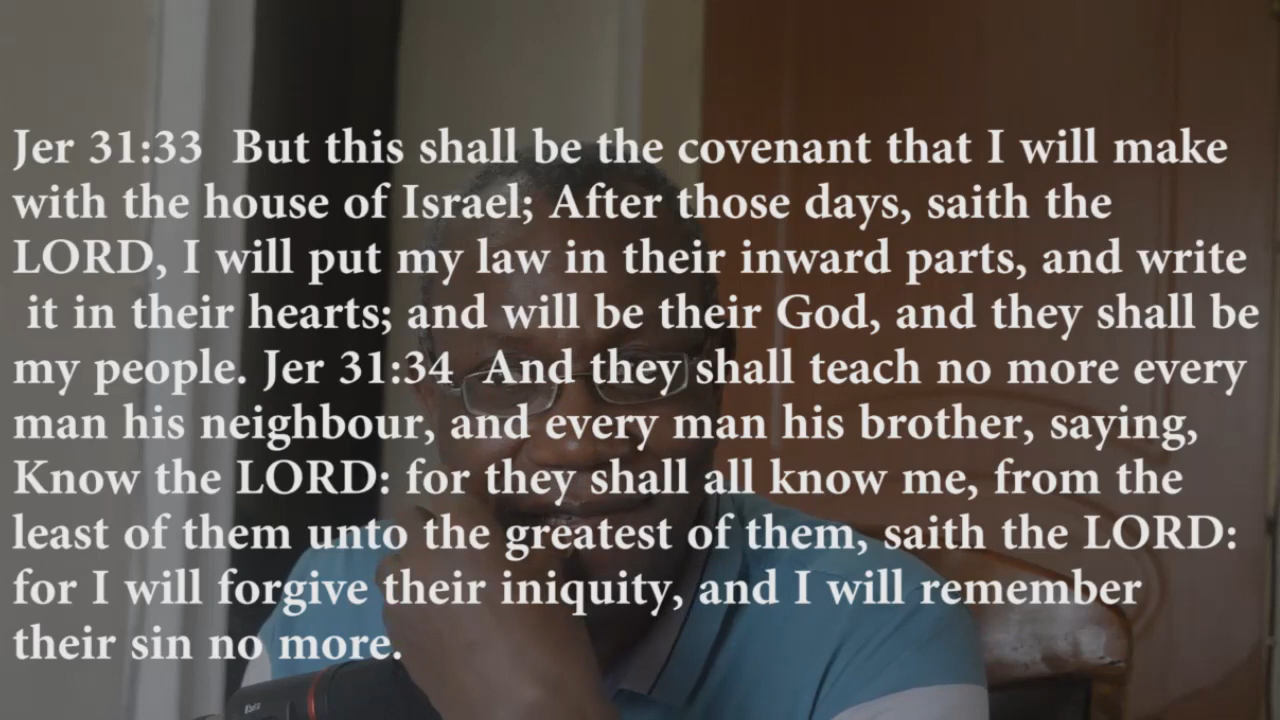 Jer 31:33  But this shall be the covenant that I will make
with the house of Israel; After those days, saith the
LORD, I will put my law in their inward parts, and write
it in their hearts; and will be their God, and they shall be
my people. Jer 31:34  And they shall teach no more every
man his neighbour, and every man his brother, saying,
Know the LORD: for they shall all know me, from the
least of them unto the greatest of them, saith the LORD:
for I will forgive their iniquity, and I will remember
their sin no more.